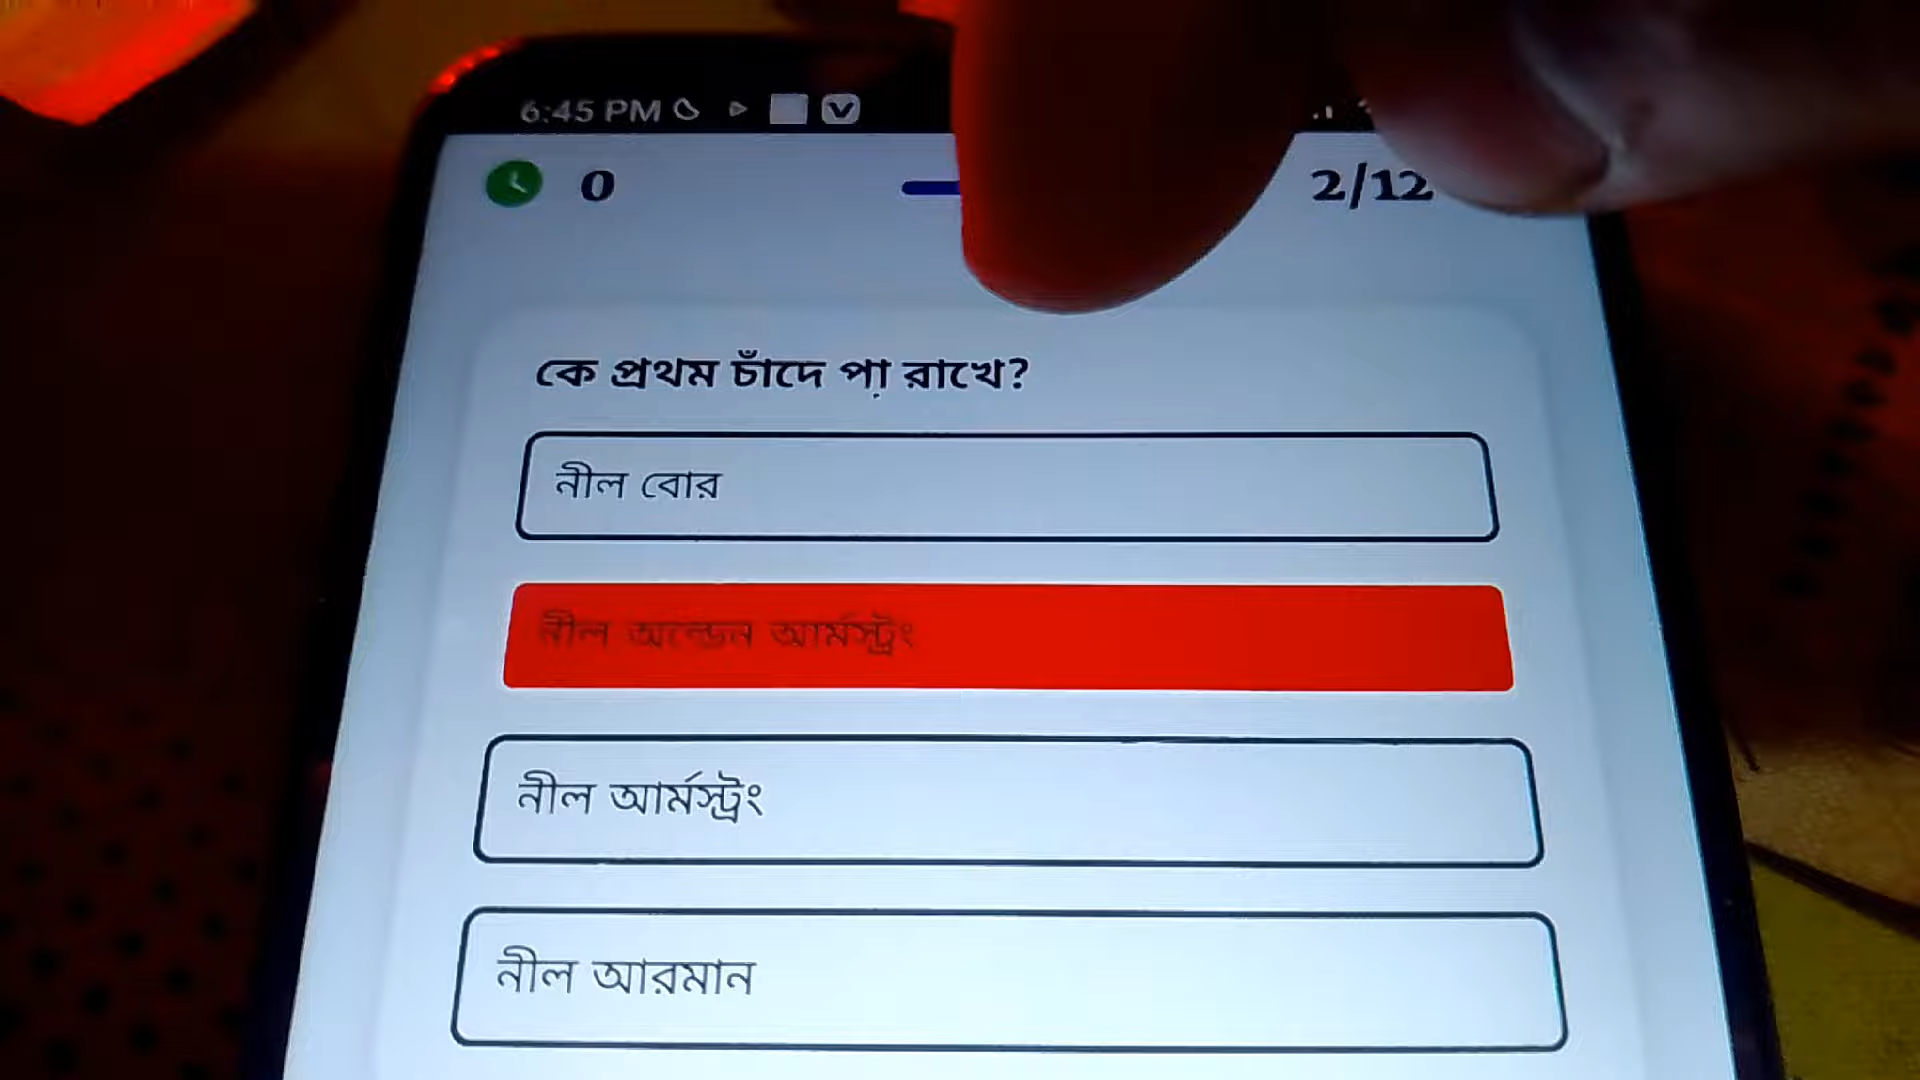 6:45 PM
0
2/12
কে প্রথম চাঁদে পা রাখে?
নীল বোর
নীল অল্ডেন আর্মস্ট্রং
নীল আর্মস্ট্রং
নীল আরমান